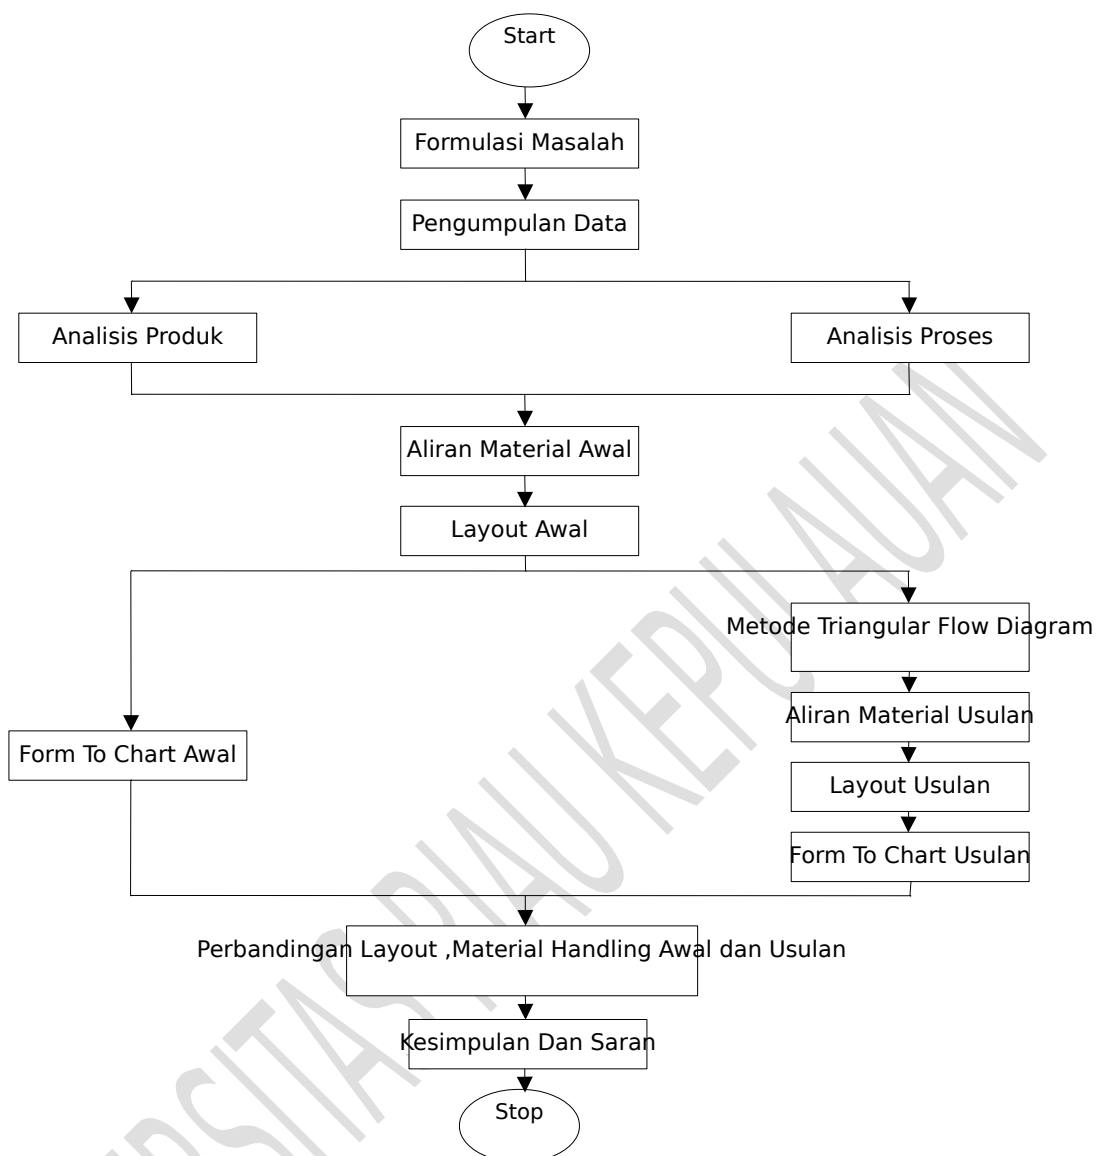 Start
Formulasi Masalah
Pengumpulan Data
Analisis Produk
Analisis Proses
Aliran Material Awal
Layout Awal
Metode Triangular Flow Diagram
Aliran Material Usulan
Form To Chart Awal
Layout Usulan
Form To Chart Usulan
Perbandingan Layout ,Material Handling Awal dan Usulan
Kesimpulan Dan Saran
Stop
RIAU KEPULAUAN